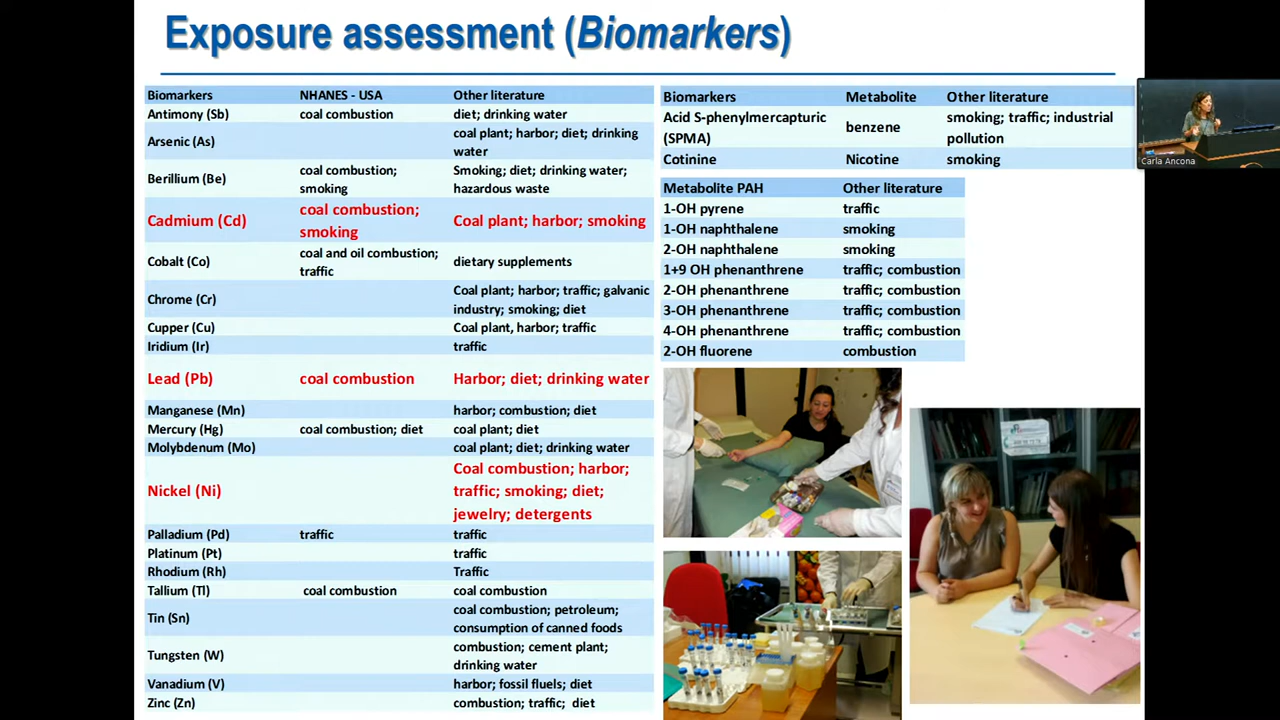 Exposure assessment (Biomarkers)
Biomarkers NHANES - USA Other literature
Antimony (Sb) coal combustion diet; drinking water
Arsenic (As) coal plant; harbor; diet; drinking
water
Berillium (Be) coal combustion;
smoking Smoking; diet; drinking water;
hazardous waste
Cadmium (Cd) coal combustion;
smoking Coal plant; harbor; smoking
Cobalt (Co) coal and oil combustion;
traffic dietary supplements
Chrome (Cr) Coal plant; harbor; traffic; galvanic
industry; smoking; diet
Cupper (Cu) Coal plant, harbor; traffic
Iridium (Ir) traffic
Lead (Pb) coal combustion Harbor; diet; drinking water
Manganese (Mn) harbor; combustion; diet
Mercury (Hg) coal combustion; diet coal plant; diet
Molybdenum (Mo) coal plant; diet; drinking water
Nickel (Ni) Coal combustion; harbor;
traffic; smoking; diet;
jewelry; detergents
Palladium (Pd) traffic traffic
Platinum (Pt) traffic
Rhodium (Rh) Traffic
Tallium (Tl) coal combustion coal combustion
Tin (Sn) coal combustion; petroleum;
consumption of canned foods
Tungsten (W) combustion; cement plant;
drinking water
Vanadium (V) harbor; fossil fluels; diet
Zinc (Zn) combustion; traffic; diet
Biomarkers Metabolite Other literature
Acid S-phenylmercapturic
(SPMA) benzene smoking; traffic; industrial
pollution
Cotinine Nicotine smoking
Metabolite PAH Other literature
1-OH pyrene traffic
1-OH naphthalene smoking
2-OH naphthalene smoking
1+9 OH phenanthrene traffic; combustion
2-OH phenanthrene traffic; combustion
3-OH phenanthrene traffic; combustion
4-OH phenanthrene traffic; combustion
2-OH fluorene combustion
Carla Ancona